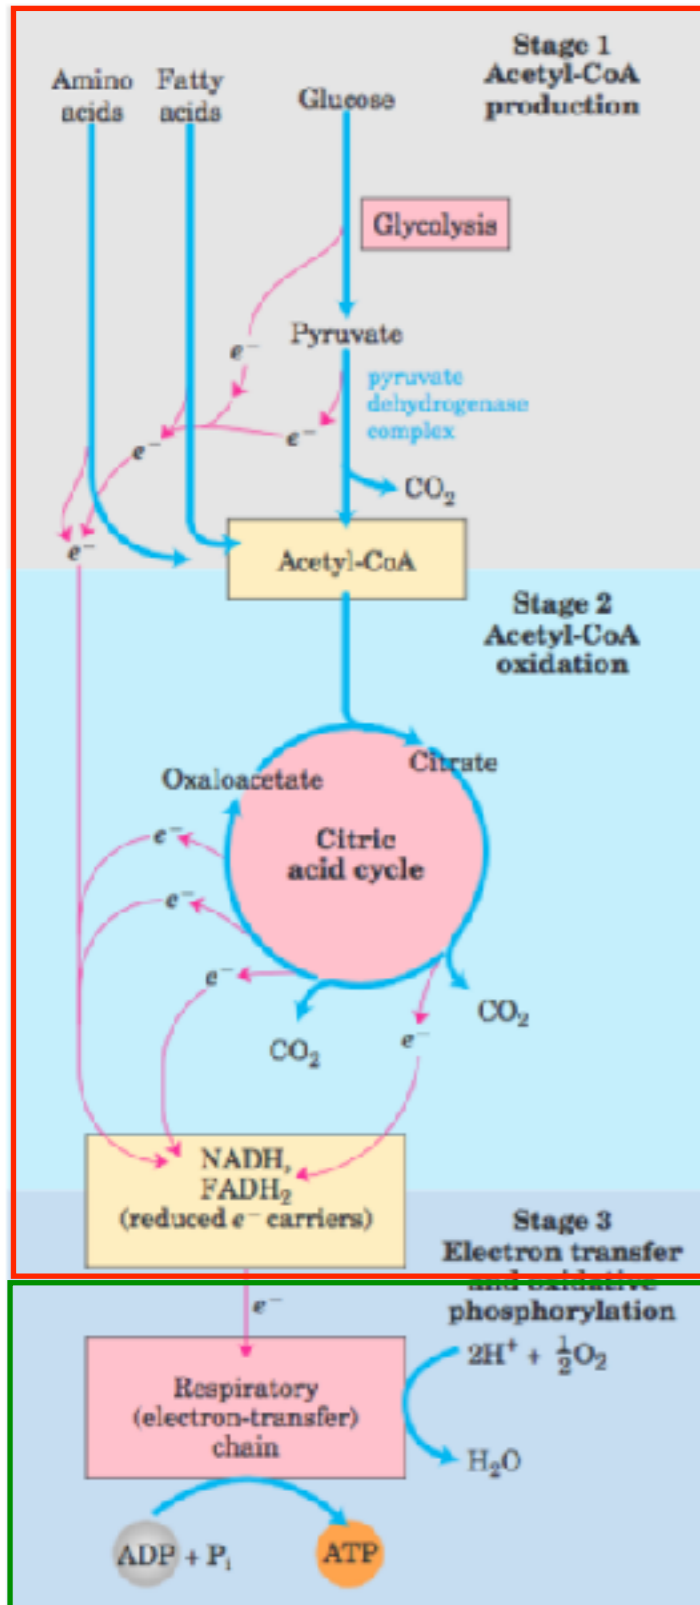 Stage 1
Acetyl-CoA
production
Amino
acids
Fatty
acids
Glucose
Glycolysis
Pyruvate
e−
pyruvate
dehydrogenase
complex
e−
e−
CO₂
e−
Acetyl-CoA
Stage 2
Acetyl-CoA
oxidation
Citrate
Oxaloacetate
Citric
acid cycle
e−
e−
e−
CO₂
e−
CO₂
NADH,
FADH₂
(reduced e− carriers)
Stage 3
Electron transfer
and oxidative
phosphorylation
e−
2H⁺ + ½O₂
Respiratory
(electron-transfer)
chain
H₂O
ADP + Pᵢ
ATP